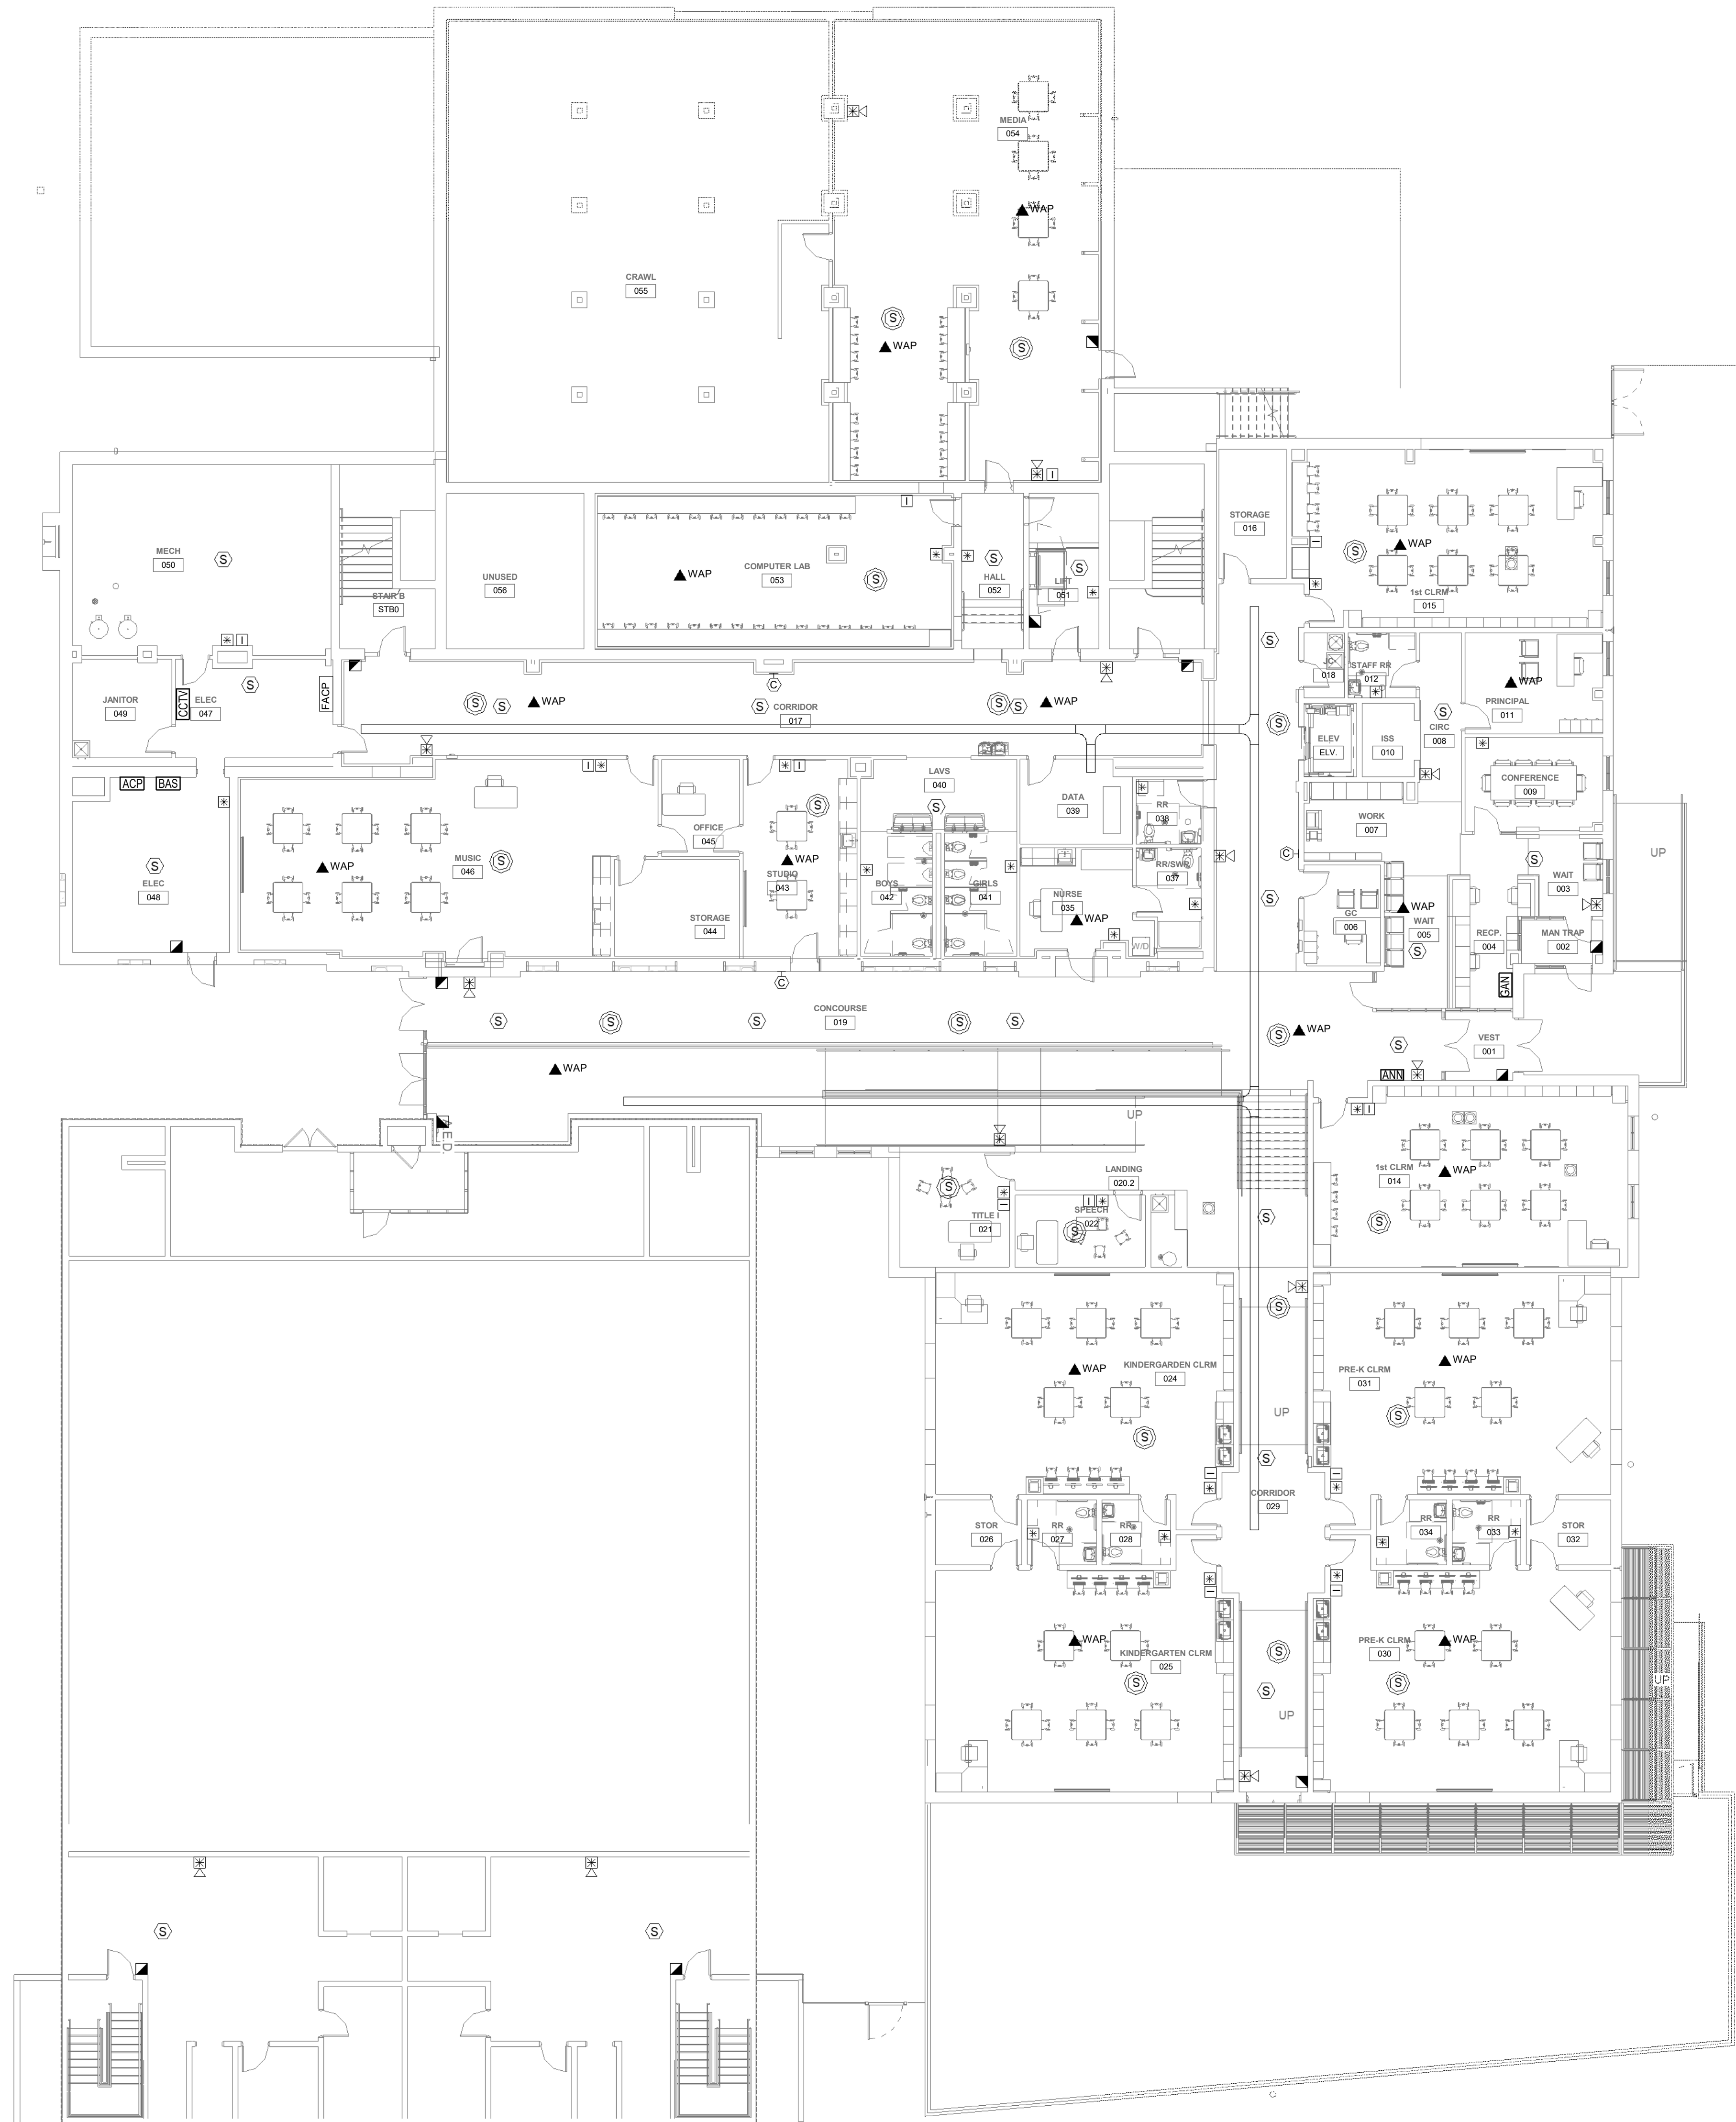 MEDIA
054
WAP
CRAWL
055
S
WAP
S
I
STORAGE
016
I
S
WAP
MECH
050
S
UNUSED
056
WAP
COMPUTER LAB
053
S
S
HALL
052
S
LIFT
051
1st CLRM
015
I
STAIR B
STB0
S
I
JANITOR
049
CCTV
ELEC
047
S
FACP
C
JC
018
STAFF RR
012
WAP
PRINCIPAL
011
S
S
WAP
S
CORRIDOR
017
S
S
WAP
S
ELEV
ELV.
ISS
010
S
CIRC
008
ACP
BAS
I
I
LAVS
040
DATA
039
RR
038
CONFERENCE
009
S
S
WORK
007
OFFICE
045
C
UP
WAP
MUSIC
046
S
WAP
STUDIO
043
RR/SWR
037
S
WAIT
003
S
ELEC
048
STORAGE
044
BOYS
042
GIRLS
041
NURSE
035
WAP
W/D
S
GC
006
WAP
WAIT
005
S
RECP.
004
MAN TRAP
002
GAN
C
CONCOURSE
019
S
S
S
S
S
S
WAP
S
VEST
001
WAP
ANN
UP
I
LANDING
020.2
1st CLRM
014
WAP
S
I
TITLE I
021
I
SPEECH
022
S
S
S
S
WAP
KINDERGARDEN CLRM
024
PRE-K CLRM
031
WAP
UP
S
S
S
I
I
CORRIDOR
029
STOR
026
RR
027
RR
028
RR
034
RR
033
STOR
032
I
I
WAP
KINDERGARTEN CLRM
025
S
PRE-K CLRM
030
WAP
S
S
S
UP
UP
S
S